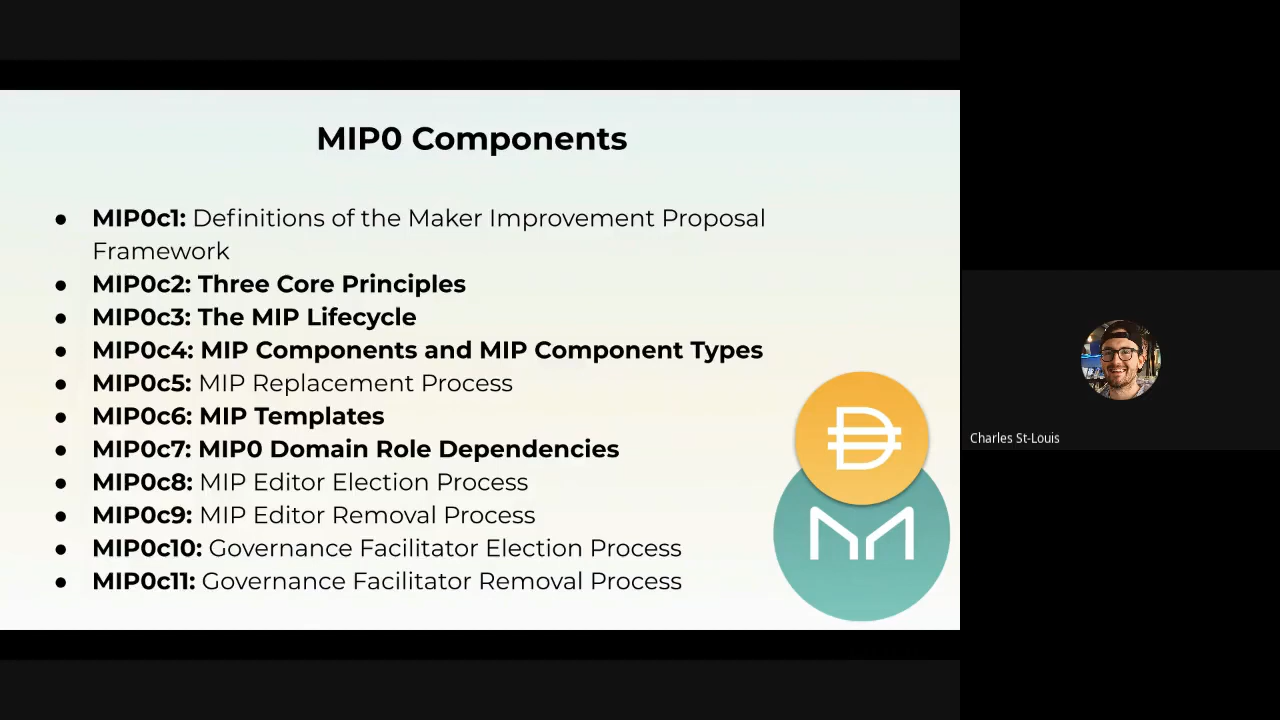 MIP0 Components
● MIP0c1: Definitions of the Maker Improvement Proposal
Framework
● MIP0c2: Three Core Principles
● MIP0c3: The MIP Lifecycle
● MIP0c4: MIP Components and MIP Component Types
● MIP0c5: MIP Replacement Process
● MIP0c6: MIP Templates
● MIP0c7: MIP0 Domain Role Dependencies
● MIP0c8: MIP Editor Election Process
● MIP0c9: MIP Editor Removal Process
● MIP0c10: Governance Facilitator Election Process
● MIP0c11: Governance Facilitator Removal Process
Charles St-Louis